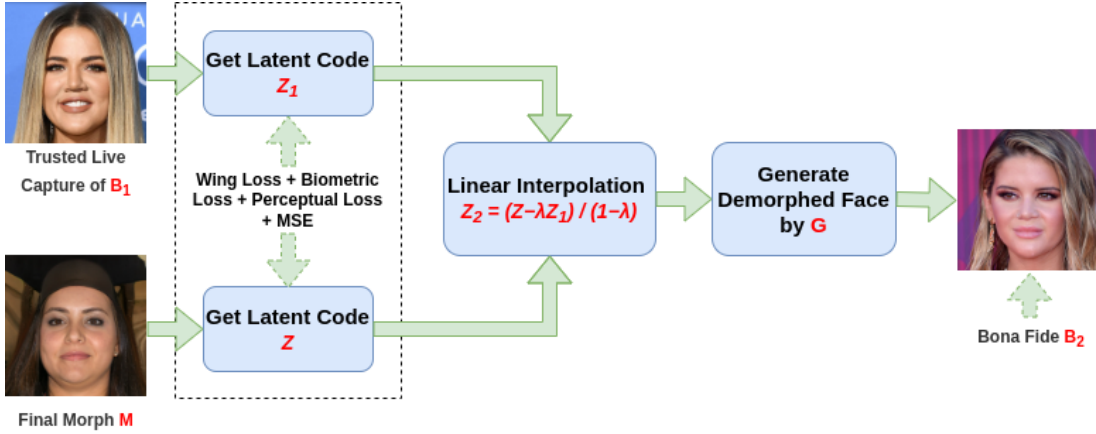 Trusted Live
Capture of B₁
Get Latent Code
Z₁
Wing Loss + Biometric
Loss + Perceptual Loss
+ MSE
Get Latent Code
Z
Final Morph M
Linear Interpolation
Z₂ = (Z−λZ₁) / (1−λ)
Generate
Demorphed Face
by G
Bona Fide B₂